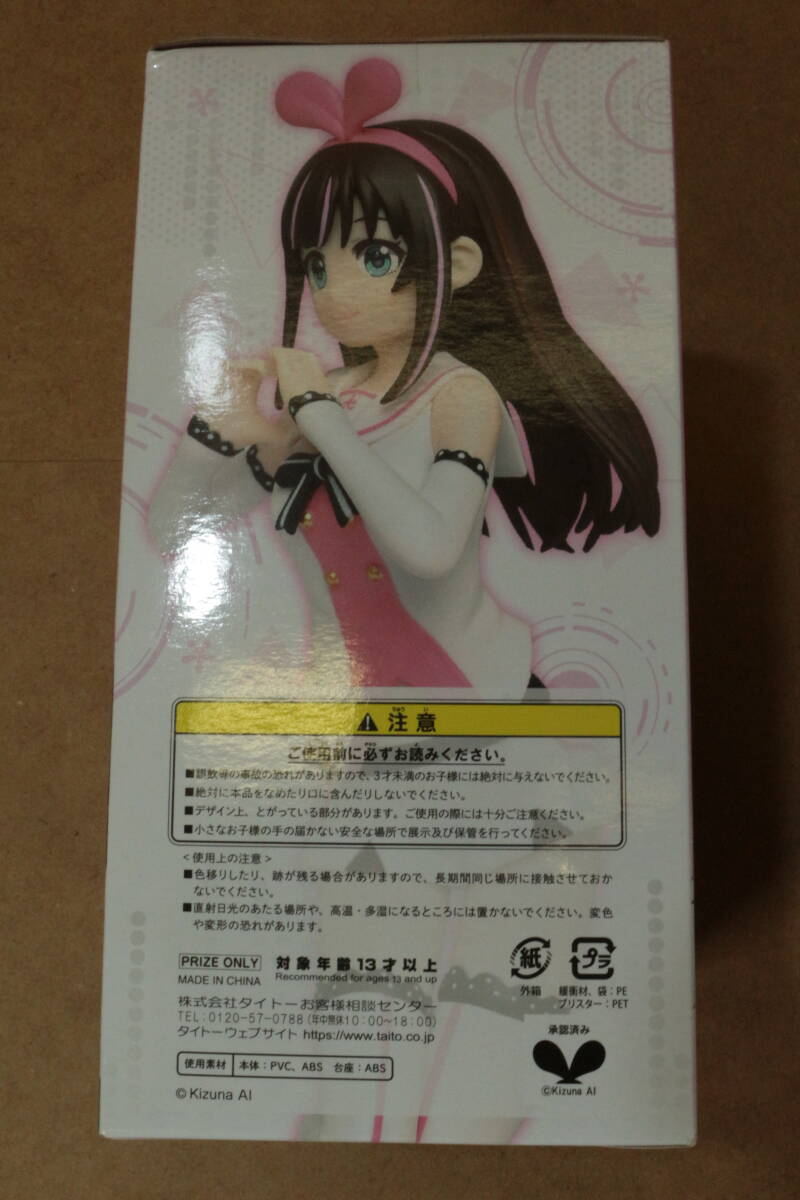 注意
ご使用前に必ずお読みください。
■誤飲等の事故の恐れがありますので、3才未満のお子様には絶対に与えないでください。
■絶対に本品をなめたり口に含んだりしないでください。
■デザイン上、とがっている部分があります。ご使用の際には十分ご注意ください。
■小さなお子様の手の届かない安全な場所で展示及び保管を行ってください。
＜使用上の注意＞
■色移りしたり、跡が残る場合がありますので、長期間同じ場所に接触させておか
ないでください。
■直射日光のあたる場所や、高温・多湿になるところには置かないでください。変色
や変形の恐れがあります。
PRIZE ONLY
対象年齢13才以上
MADE IN CHINA
Recommended for ages 13 and up
株式会社タイトーお客様相談センター
TEL:0120-57-0788(年中無休10:00~18:00)
タイトーウェブサイト https://www.taito.co.jp
使用素材 本体:PVC、ABS 台座:ABS
©Kizuna AI
紙
外箱
プラ
緩衝材、袋:PE
ブリスター:PET
承認済み
©Kizuna AI